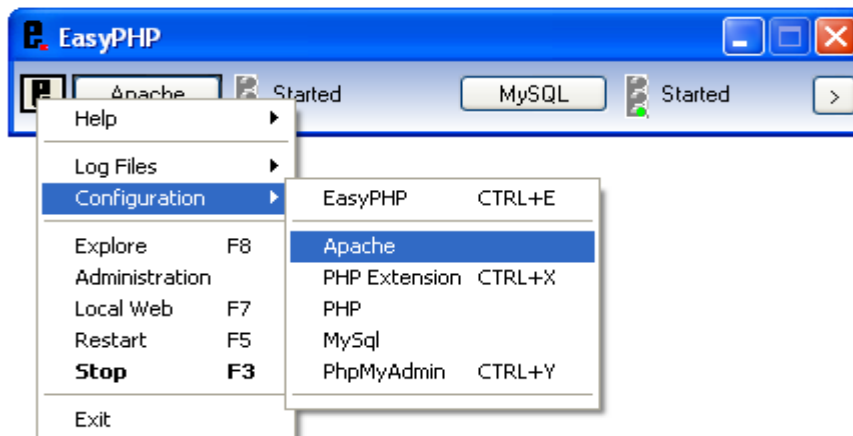 e. EasyPHP
e Apache Started MySQL Started >
Help
Log Files
Configuration
Explore F8
Administration
Local Web F7
Restart F5
Stop F3
Exit
EasyPHP CTRL+E
Apache
PHP Extension CTRL+X
PHP
MySql
PhpMyAdmin CTRL+Y